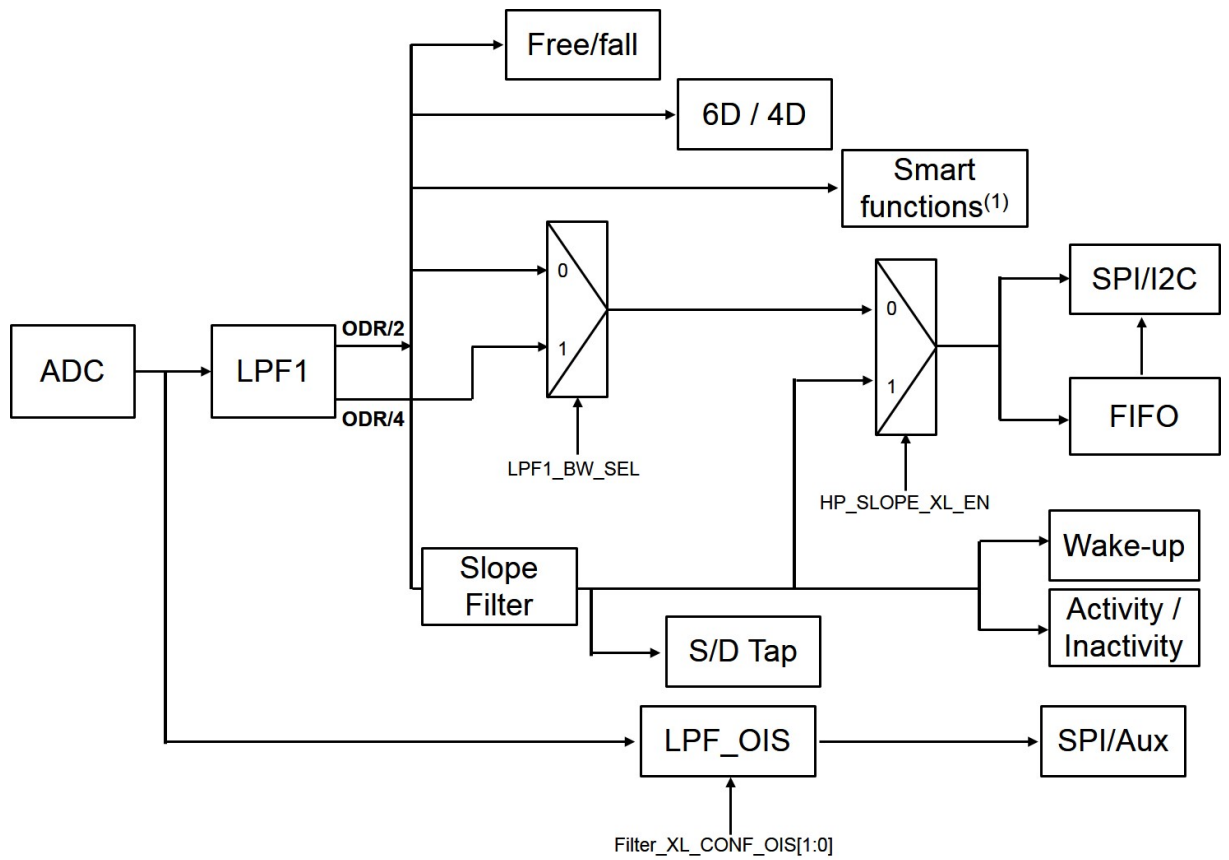 Free/fall
6D / 4D
Smart
functions(1)
0
1
LPF1_BW_SEL
0
1
HP_SLOPE_XL_EN
SPI/I2C
FIFO
ADC
LPF1
ODR/2
ODR/4
Slope
Filter
Wake-up
Activity /
Inactivity
S/D Tap
LPF_OIS
SPI/Aux
Filter_XL_CONF_OIS[1:0]